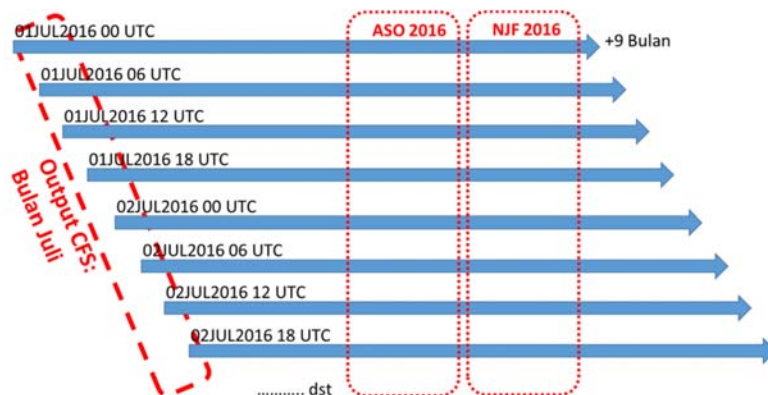 01JUL2016 00 UTC
ASO 2016
NJF 2016
+9 Bulan
01JUL2016 06 UTC
01JUL2016 12 UTC
01JUL2016 18 UTC
02JUL2016 00 UTC
02JUL2016 06 UTC
02JUL2016 12 UTC
02JUL2016 18 UTC
Output CFS:
Bulan Juli
........... dst